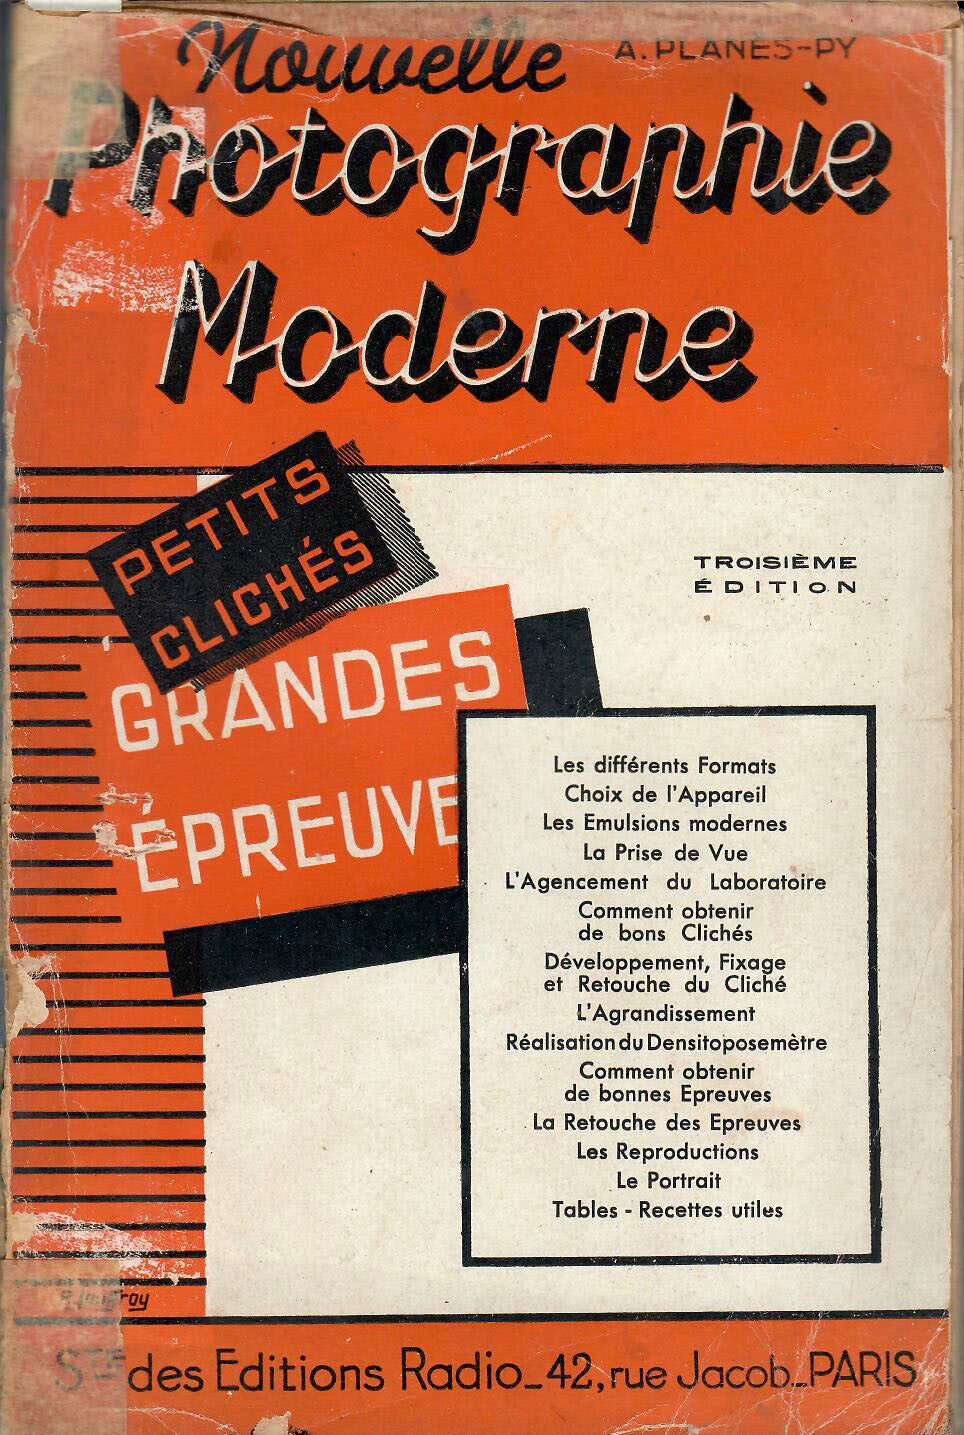 Nouvelle A. PLANÈS-PY
Photographie
Moderne
PETITS
CLICHÉS
GRANDES
ÉPREUVE
TROISIÈME
ÉDITION
Les différents Formats
Choix de l'Appareil
Les Emulsions modernes
La Prise de Vue
L'Agencement du Laboratoire
Comment obtenir
de bons Clichés
Développement, Fixage
et Retouche du Cliché
L'Agrandissement
Réalisation du Densitoposemètre
Comment obtenir
de bonnes Epreuves
La Retouche des Epreuves
Les Reproductions
Le Portrait
Tables - Recettes utiles
STÉ des Editions Radio_42, rue Jacob_PARIS